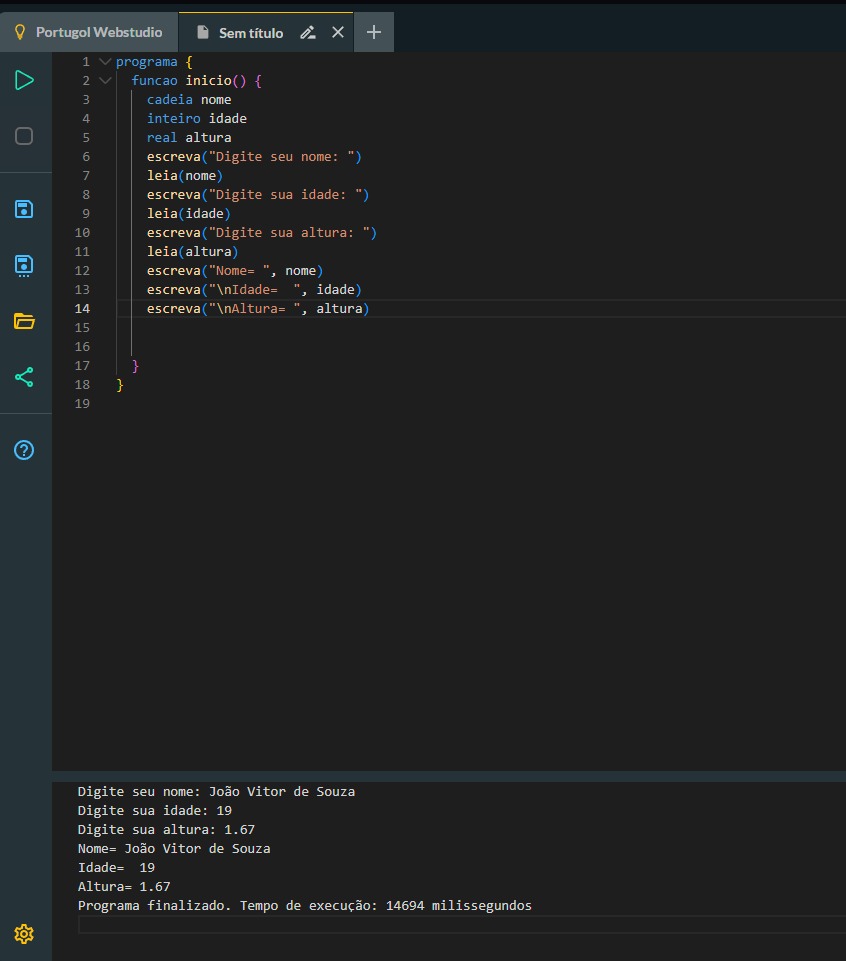 Portugol Webstudio
Sem título
1 programa {
2 funcao inicio() {
3 cadeia nome
4 inteiro idade
5 real altura
6 escreva("Digite seu nome: ")
7 leia(nome)
8 escreva("Digite sua idade: ")
9 leia(idade)
10 escreva("Digite sua altura: ")
11 leia(altura)
12 escreva("Nome= ", nome)
13 escreva("\nIdade=  ", idade)
14 escreva("\nAltura= ", altura)
15
16
17 }
18 }
19
Digite seu nome: João Vitor de Souza
Digite sua idade: 19
Digite sua altura: 1.67
Nome= João Vitor de Souza
Idade=  19
Altura= 1.67
Programa finalizado. Tempo de execução: 14694 milissegundos